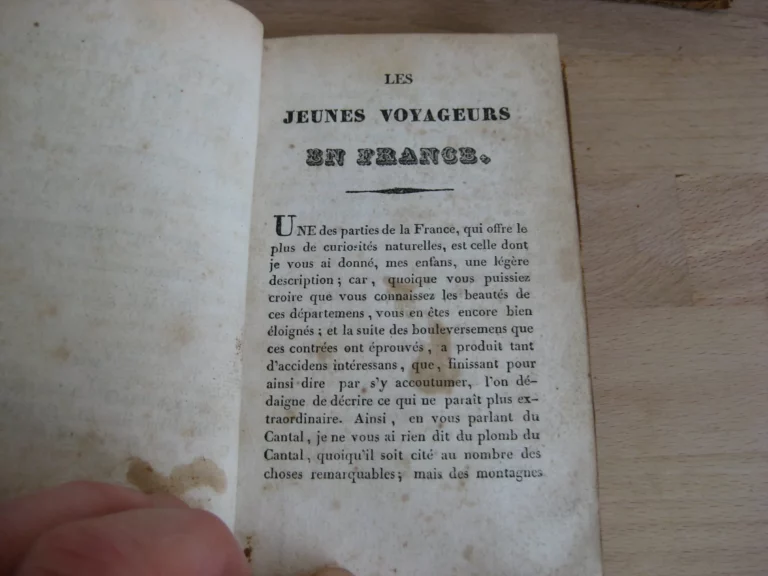 LES
JEUNES VOYAGEURS
EN FRANCE.
UNE des parties de la France, qui offre le
plus de curiosités naturelles, est celle dont
je vous ai donné, mes enfans, une légère
description ; car, quoique vous puissiez
croire que vous connaissez les beautés de
ces départemens, vous en êtes encore bien
éloignés ; et la suite des bouleversemens que
ces contrées ont éprouvés, a produit tant
d'accidens intéressans, que, finissant pour
ainsi dire par s'y accoutumer, l'on dé-
daigne de décrire ce qui ne paraît plus ex-
traordinaire. Ainsi, en vous parlant du
Cantal, je ne vous ai rien dit du plomb du
Cantal, quoiqu'il soit cité au nombre des
choses remarquables ; mais des montagnes